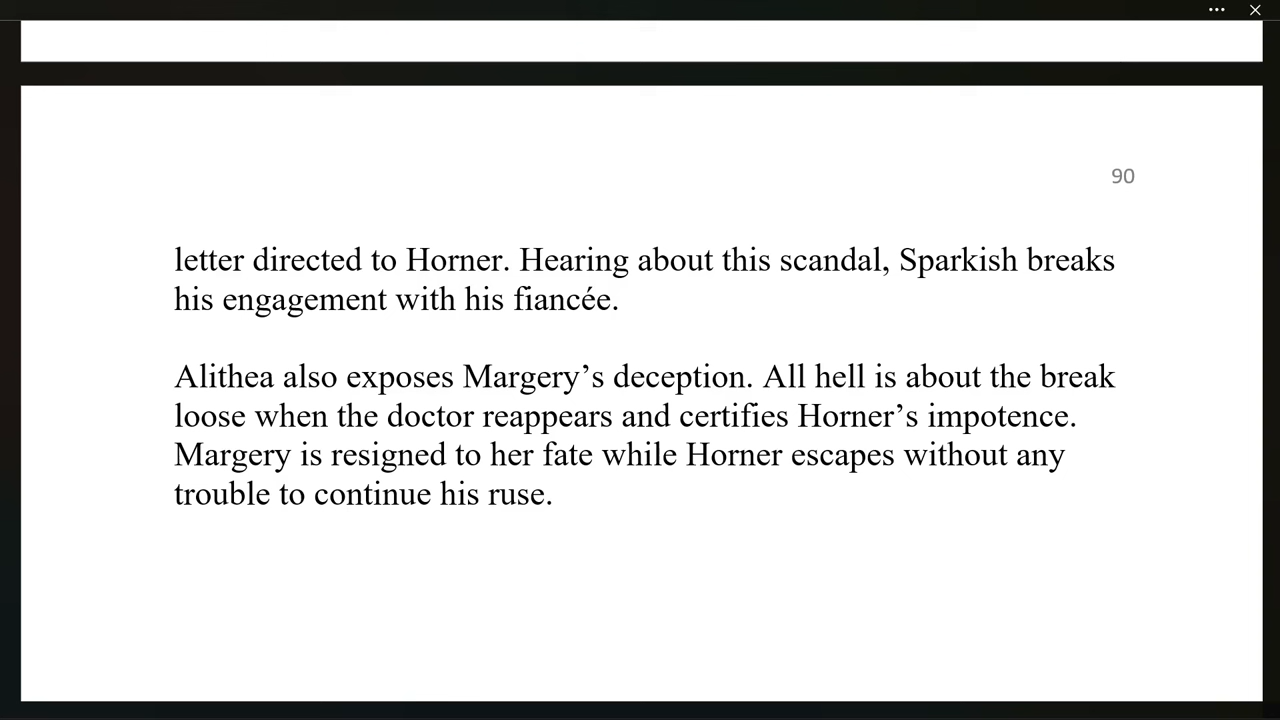 90
letter directed to Horner. Hearing about this scandal, Sparkish breaks
his engagement with his fiancée.
Alithea also exposes Margery’s deception. All hell is about the break
loose when the doctor reappears and certifies Horner’s impotence.
Margery is resigned to her fate while Horner escapes without any
trouble to continue his ruse.